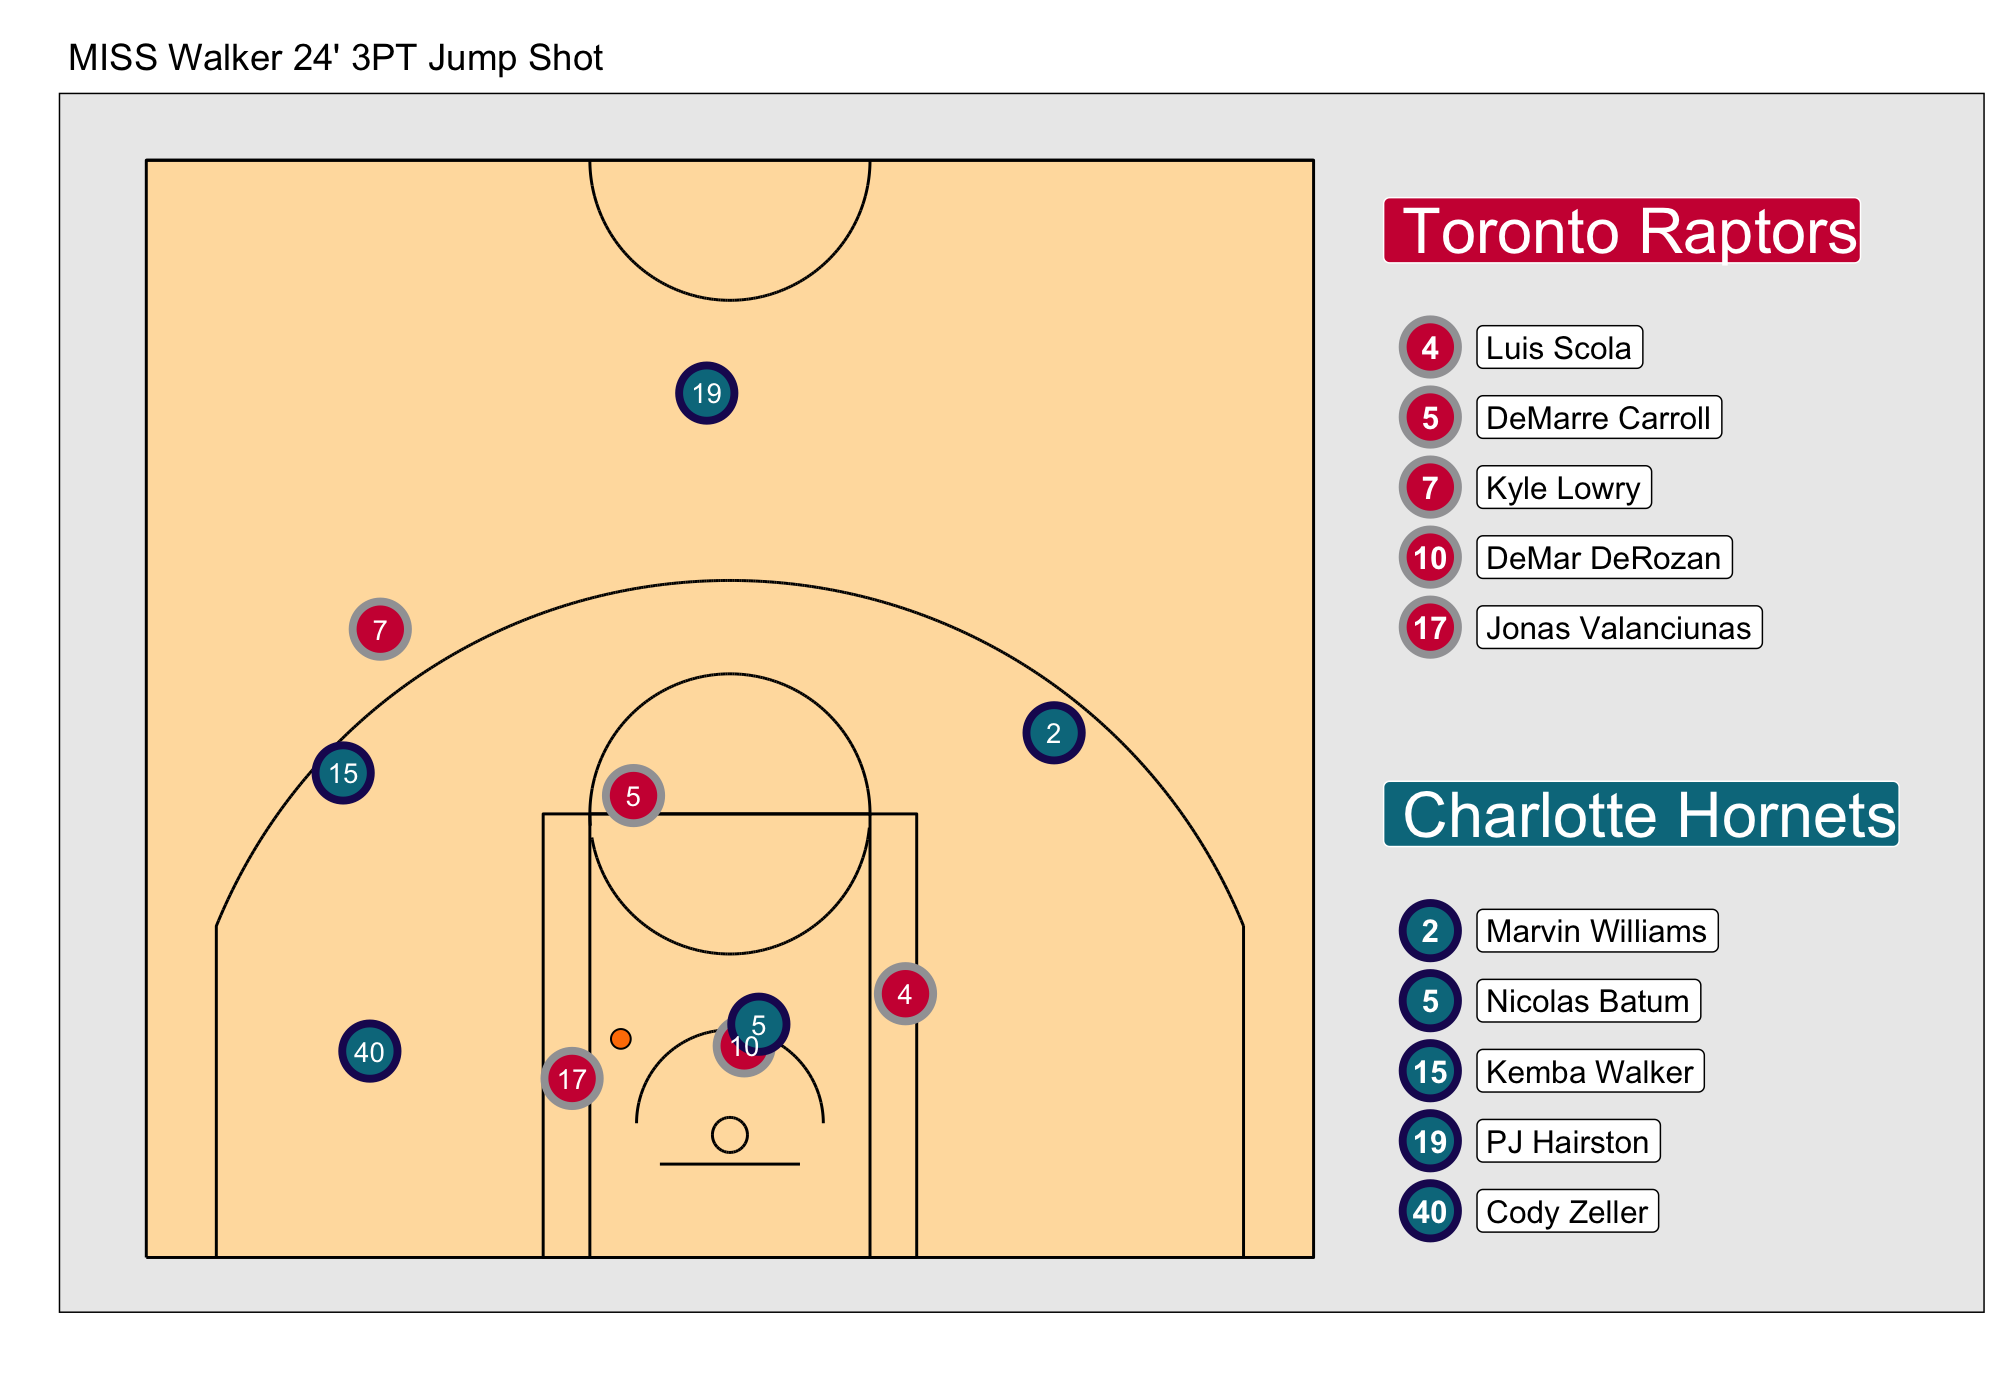 MISS Walker 24' 3PT Jump Shot
Toronto Raptors
4 Luis Scola
5 DeMarre Carroll
7 Kyle Lowry
10 DeMar DeRozan
17 Jonas Valanciunas
Charlotte Hornets
2 Marvin Williams
5 Nicolas Batum
15 Kemba Walker
19 PJ Hairston
40 Cody Zeller
19
7
2
15
5
4
5
10
40
17